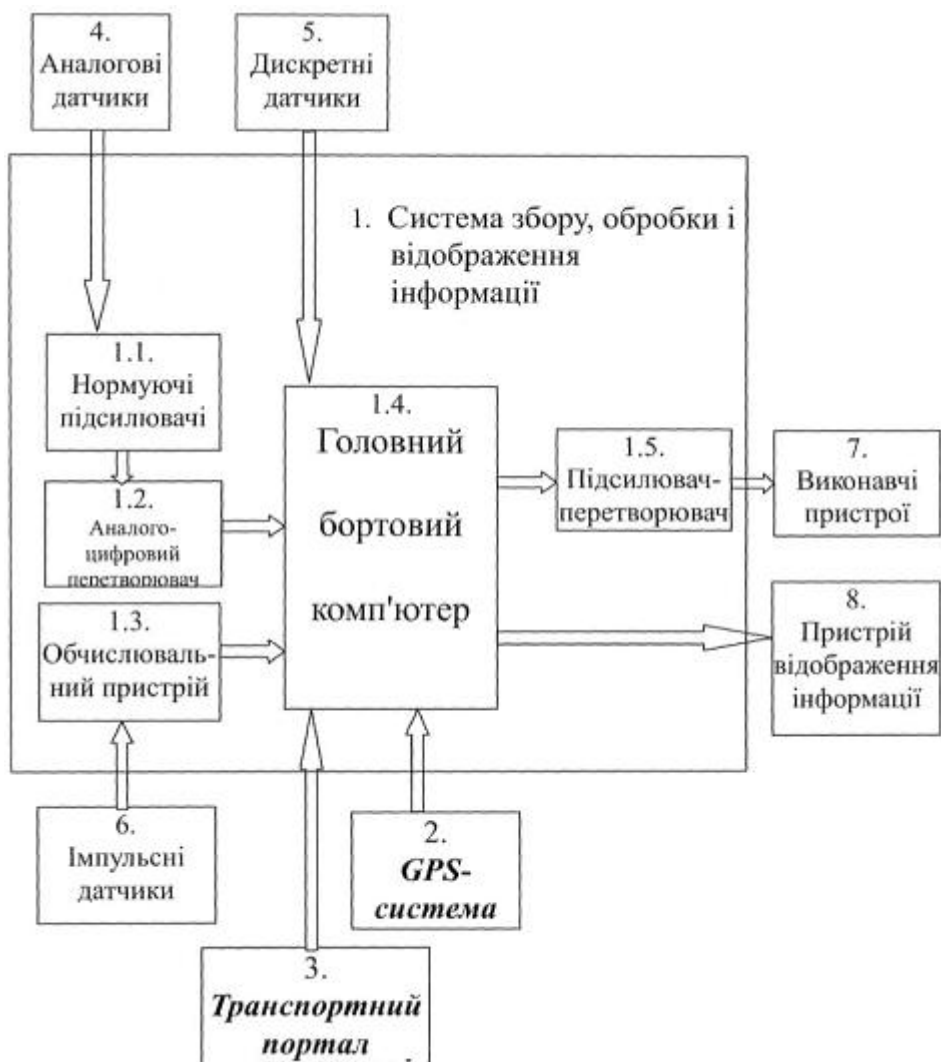 4.
Аналогові
датчики
5.
Дискретні
датчики
1. Система збору, обробки і
відображення
інформації
1.1.
Нормуючі
підсилювачі
1.2.
Аналого-
цифровий
перетворювач
1.3.
Обчислюваль-
ний пристрій
1.4.
Головний
бортовий
комп'ютер
1.5.
Підсилювач-
перетворювач
7.
Виконавчі
пристрої
8.
Пристрій
відображення
інформації
6.
Імпульсні
датчики
2.
GPS-
система
3.
Транспортний
портал